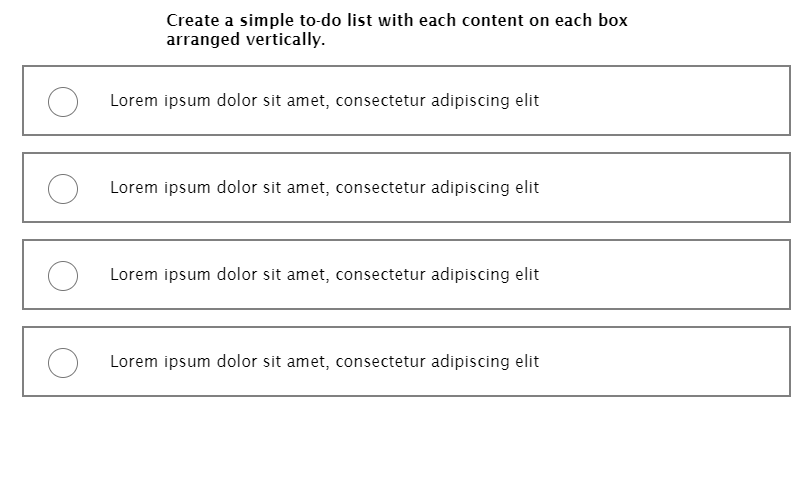 Create a simple to-do list with each content on each box
arranged vertically.
Lorem ipsum dolor sit amet, consectetur adipiscing elit
Lorem ipsum dolor sit amet, consectetur adipiscing elit
Lorem ipsum dolor sit amet, consectetur adipiscing elit
Lorem ipsum dolor sit amet, consectetur adipiscing elit